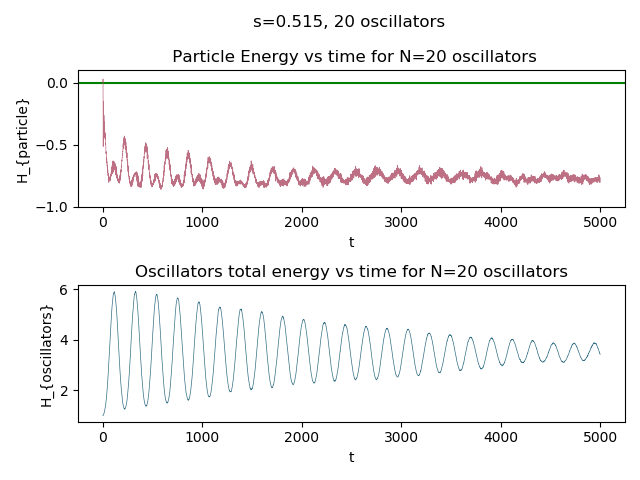 s=0.515, 20 oscillators
Particle Energy vs time for N=20 oscillators
H_{particle}
0.0
−0.5
−1.0
0
1000
2000
3000
4000
5000
t
Oscillators total energy vs time for N=20 oscillators
H_{oscillators}
6
4
2
0
1000
2000
3000
4000
5000
t